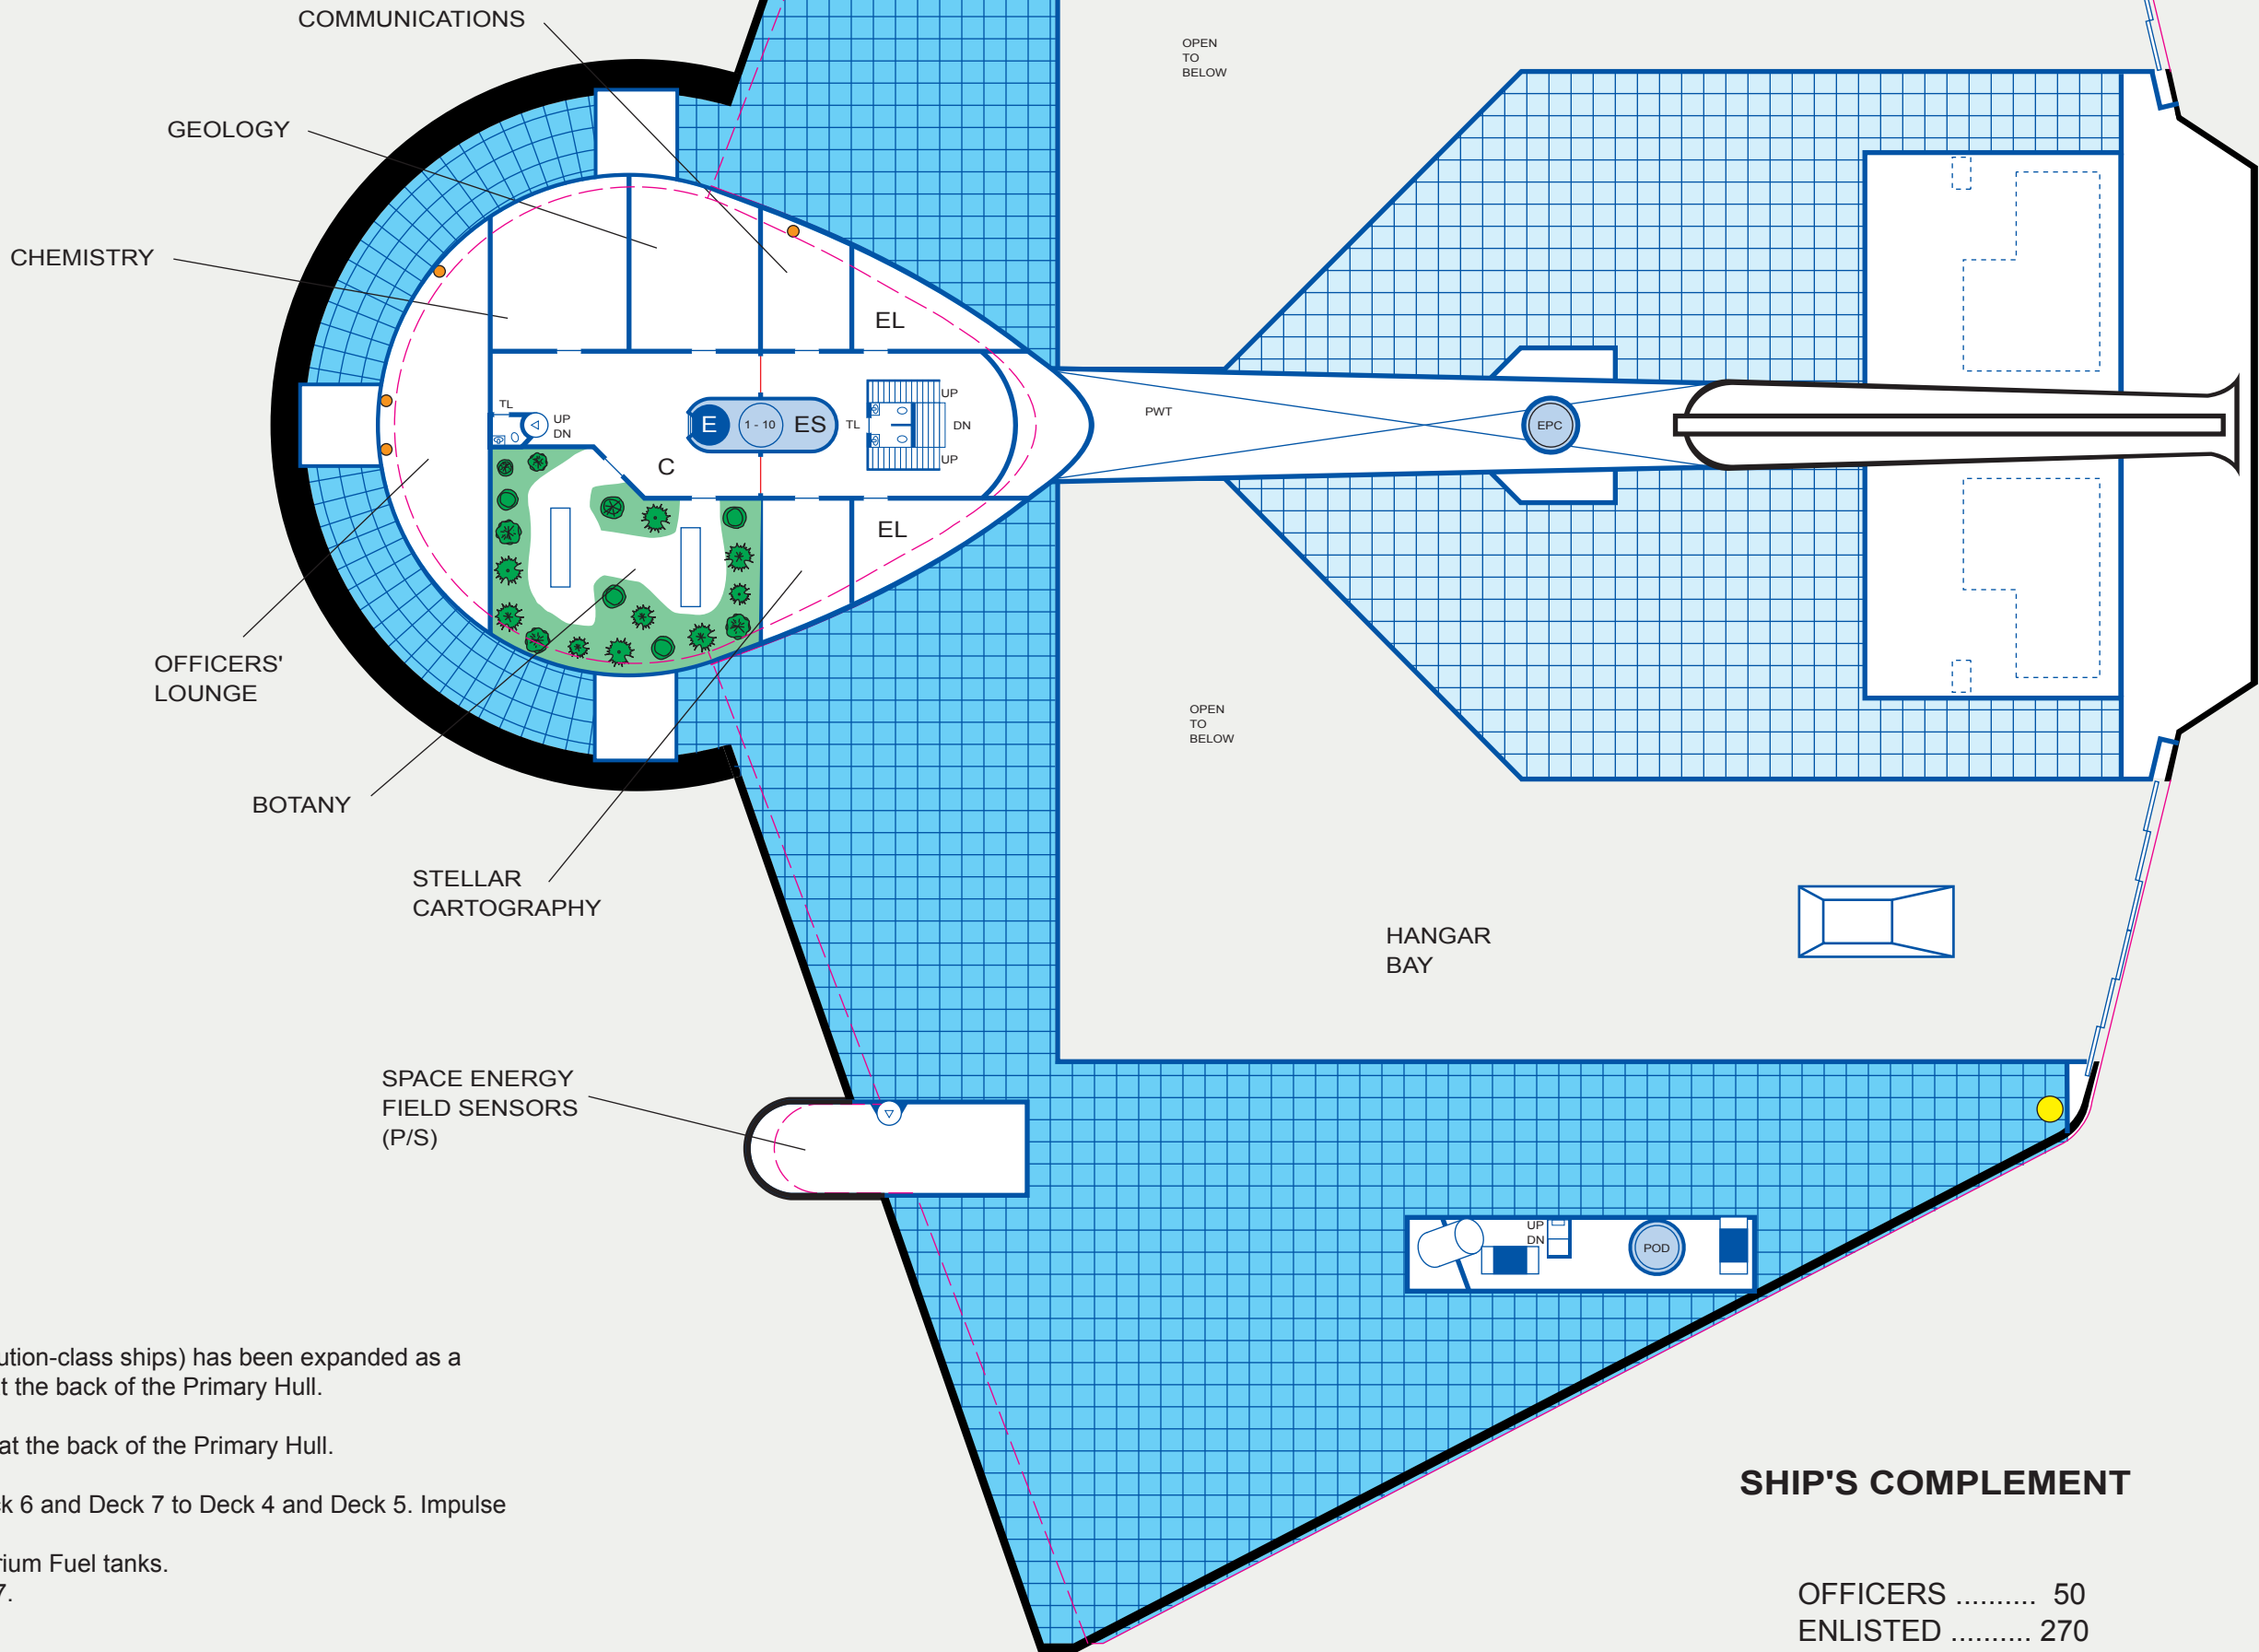 COMMUNICATIONS
OPEN
TO
BELOW
GEOLOGY
CHEMISTRY
EL
UP
TL
UP
DN
E
1 - 10
ES
TL
DN
UP
PWT
EPC
C
EL
OFFICERS'
LOUNGE
OPEN
TO
BELOW
BOTANY
STELLAR
CARTOGRAPHY
HANGAR
BAY
SPACE ENERGY
FIELD SENSORS
(P/S)
UP
DN
POD
ution-class ships) has been expanded as a
t the back of the Primary Hull.
at the back of the Primary Hull.
k 6 and Deck 7 to Deck 4 and Deck 5. Impulse
rium Fuel tanks.
7.
SHIP'S COMPLEMENT
OFFICERS ......... 50
ENLISTED .......... 270